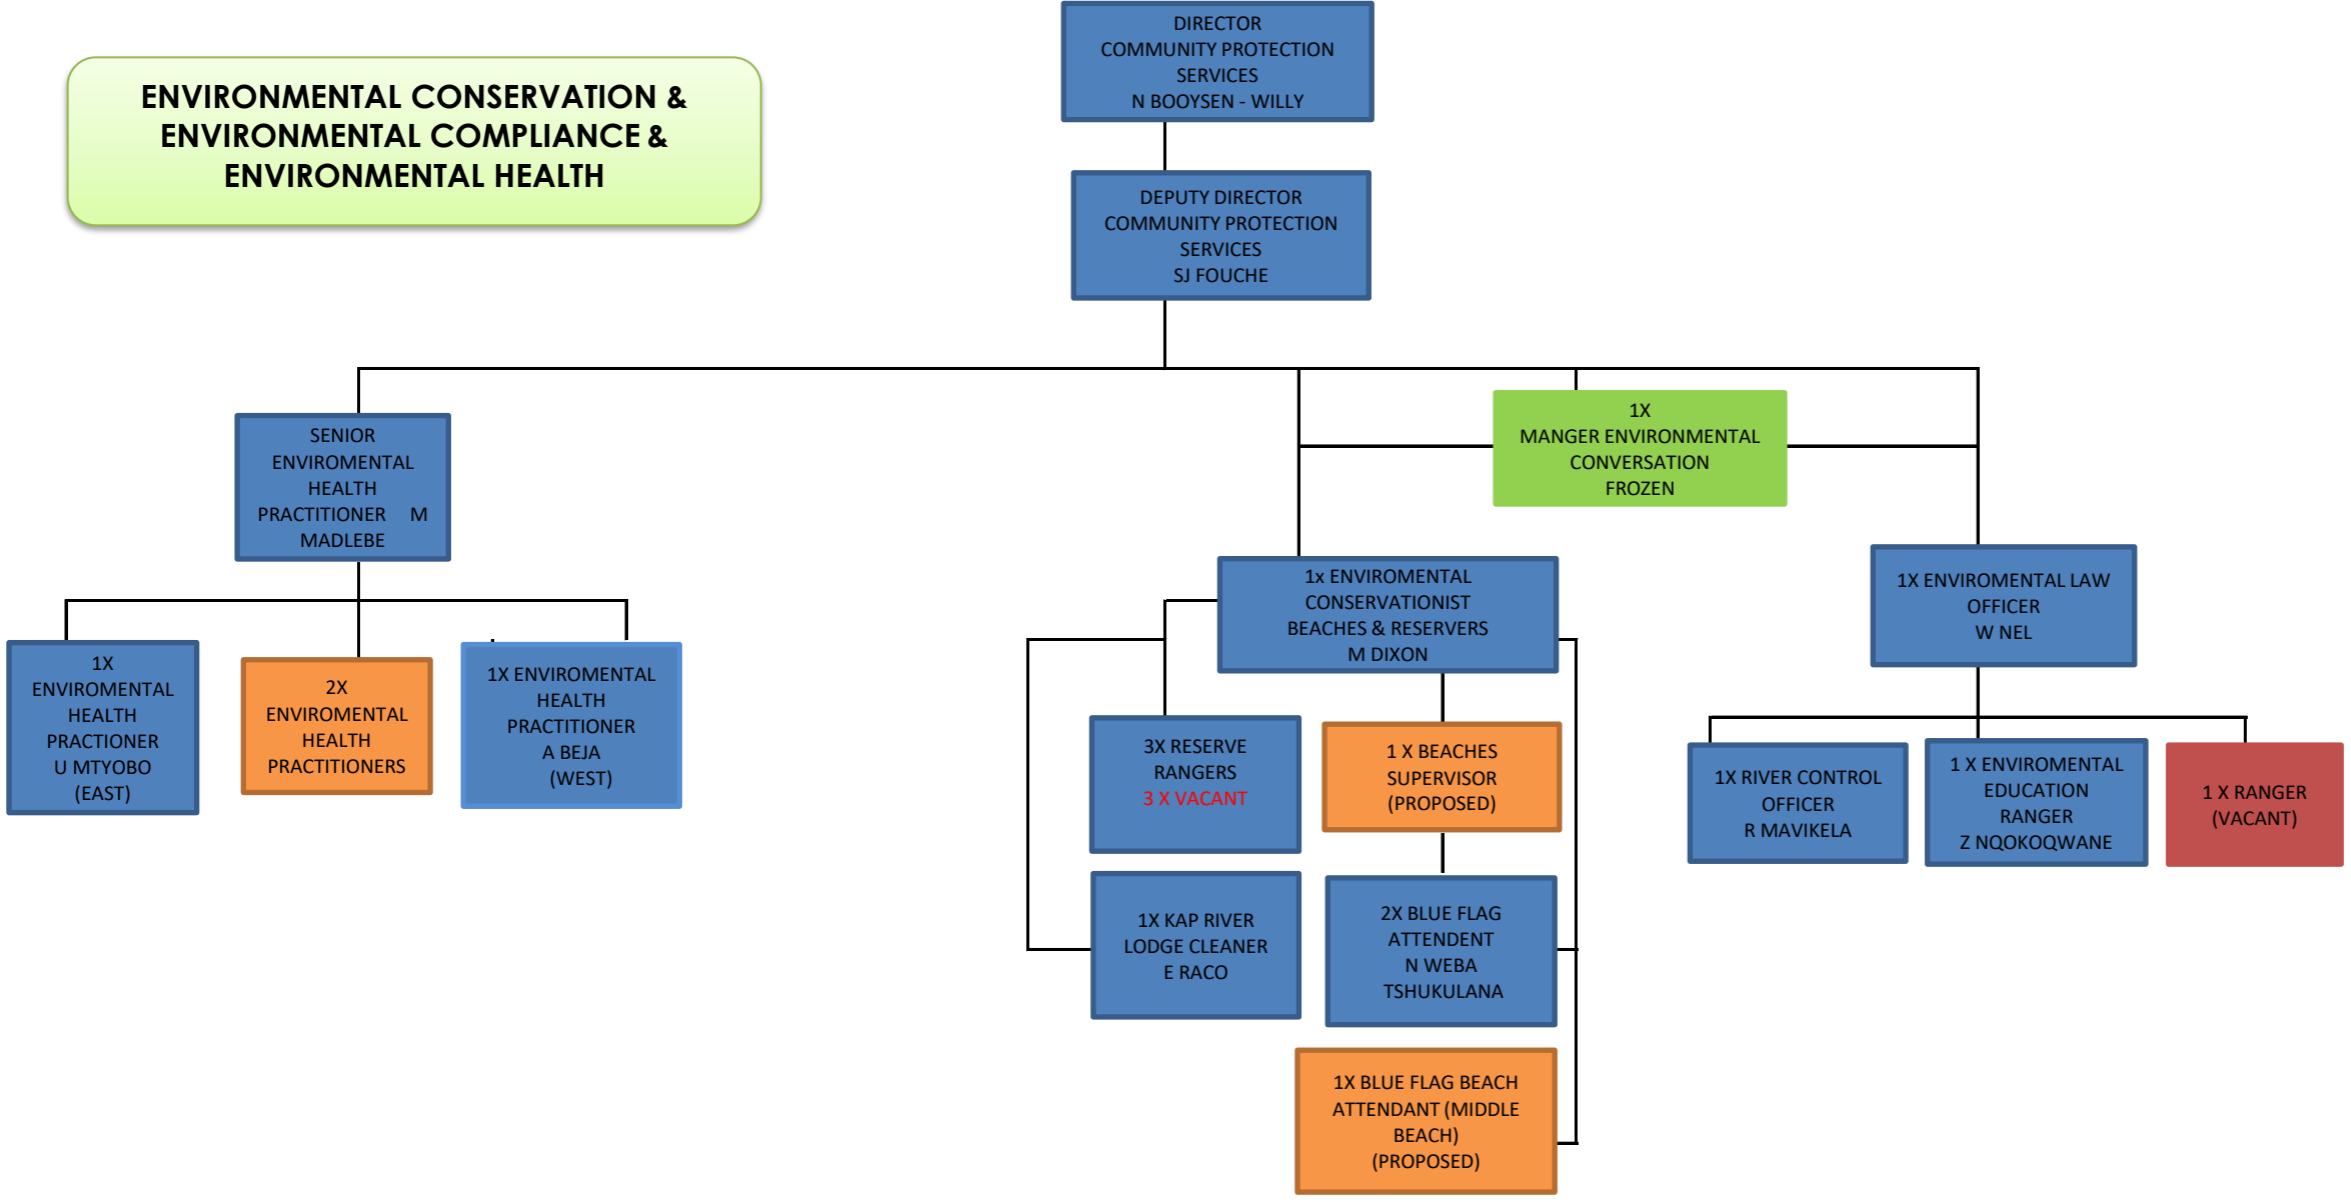 ENVIRONMENTAL CONSERVATION &
ENVIRONMENTAL COMPLIANCE &
ENVIRONMENTAL HEALTH
DIRECTOR
COMMUNITY PROTECTION
SERVICES
N BOOYSEN - WILLY
DEPUTY DIRECTOR
COMMUNITY PROTECTION
SERVICES
SJ FOUCHE
1X
MANGER ENVIRONMENTAL
CONVERSATION
FROZEN
SENIOR
ENVIROMENTAL
HEALTH
PRACTITIONER M
MADLEBE
1x ENVIROMENTAL
CONSERVATIONIST
BEACHES & RESERVERS
M DIXON
1X ENVIROMENTAL LAW
OFFICER
W NEL
1X
ENVIROMENTAL
HEALTH
PRACTIONER
U MTYOBO
(EAST)
2X
ENVIROMENTAL
HEALTH
PRACTITIONERS
1X ENVIROMENTAL
HEALTH
PRACTITIONER
A BEJA
(WEST)
3X RESERVE
RANGERS
3 X VACANT
1 X BEACHES
SUPERVISOR
(PROPOSED)
1X RIVER CONTROL
OFFICER
R MAVIKELA
1 X ENVIROMENTAL
EDUCATION
RANGER
Z NQOKOQWANE
1 X RANGER
(VACANT)
1X KAP RIVER
LODGE CLEANER
E RACO
2X BLUE FLAG
ATTENDENT
N WEBA
TSHUKULANA
1X BLUE FLAG BEACH
ATTENDANT (MIDDLE
BEACH)
(PROPOSED)